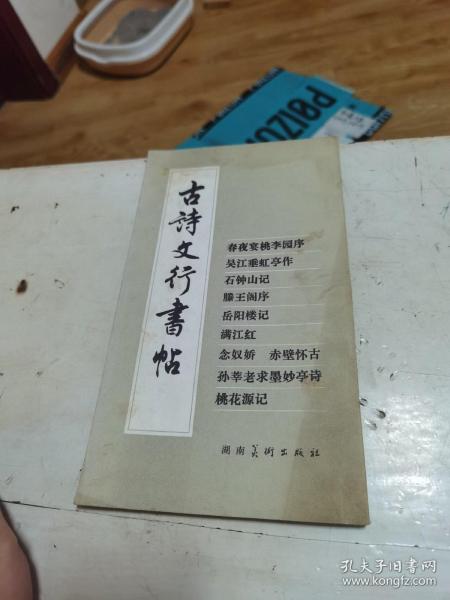 古詩文行書帖
春夜宴桃李园序
吴江垂虹亭作
石钟山记
滕王阁序
岳阳楼记
满江红
念奴娇 赤壁怀古
孙莘老求墨妙亭诗
桃花源记
湖南美術出版社
孔夫子旧书网
www.kongfz.com